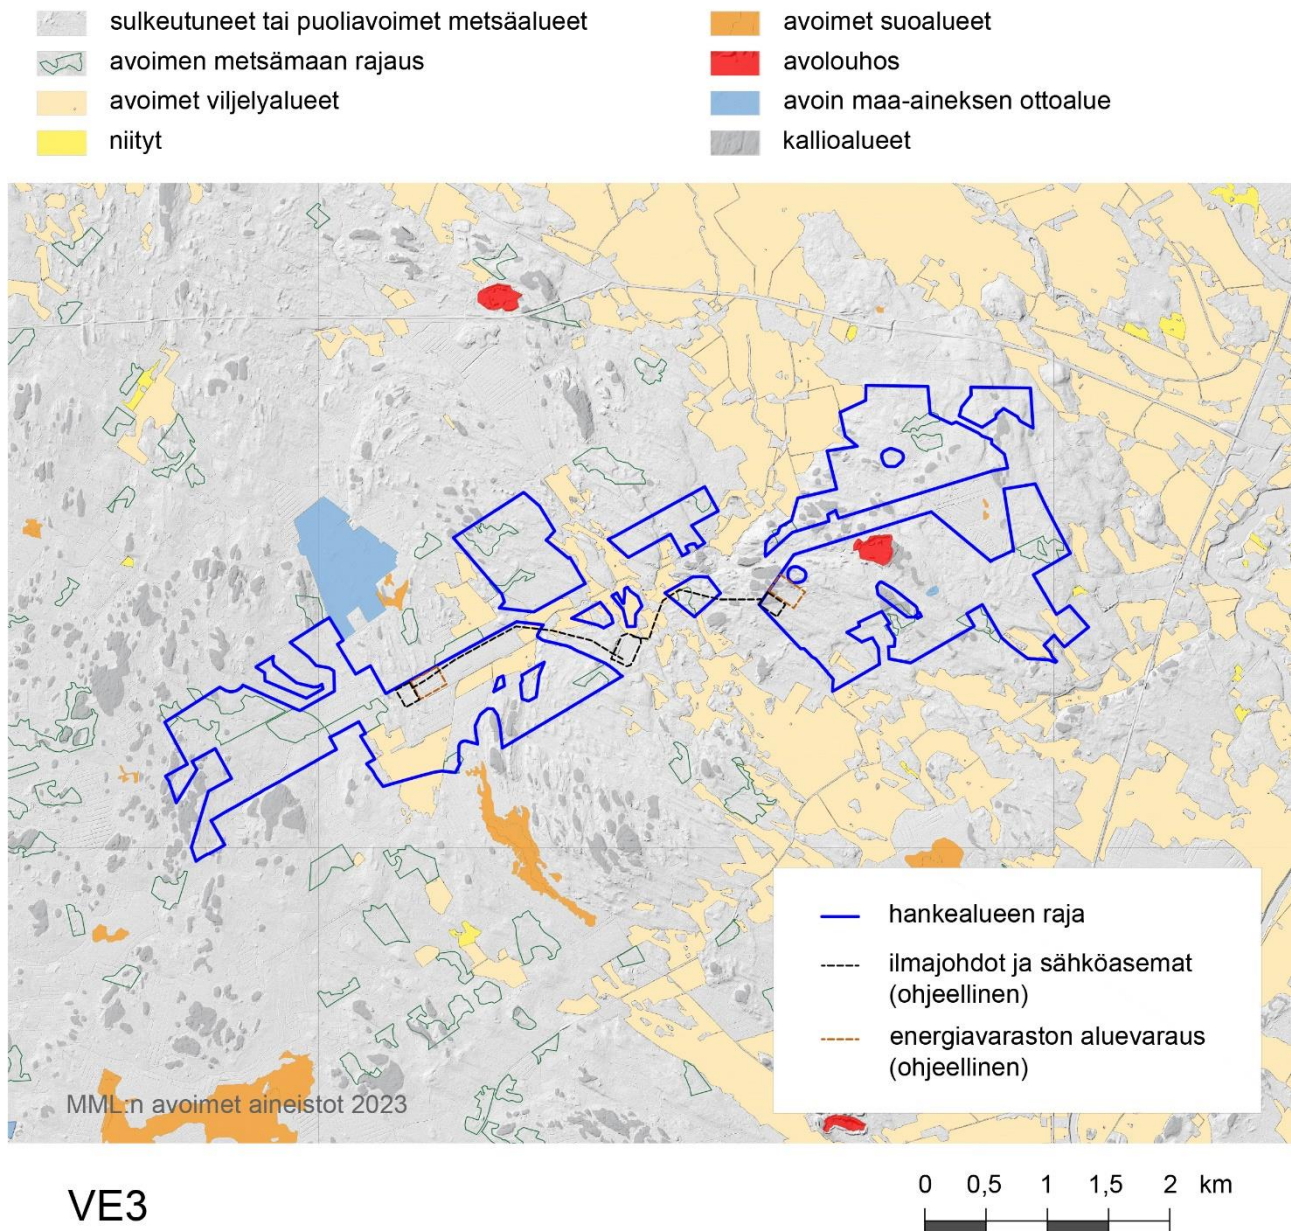 sulkeutuneet tai puoliavoimet metsäalueet
avoimen metsämaan rajaus
avoimet viljelyalueet
niityt
avoimet suoalueet
avolouhos
avoin maa-aineksen ottoalue
kallioalueet
hankealueen raja
ilmajohdot ja sähköasemat
(ohjeellinen)
energiavaraston aluevaraus
(ohjeellinen)
MML:n avoimet aineistot 2023
VE3
0 0,5 1 1,5 2 km